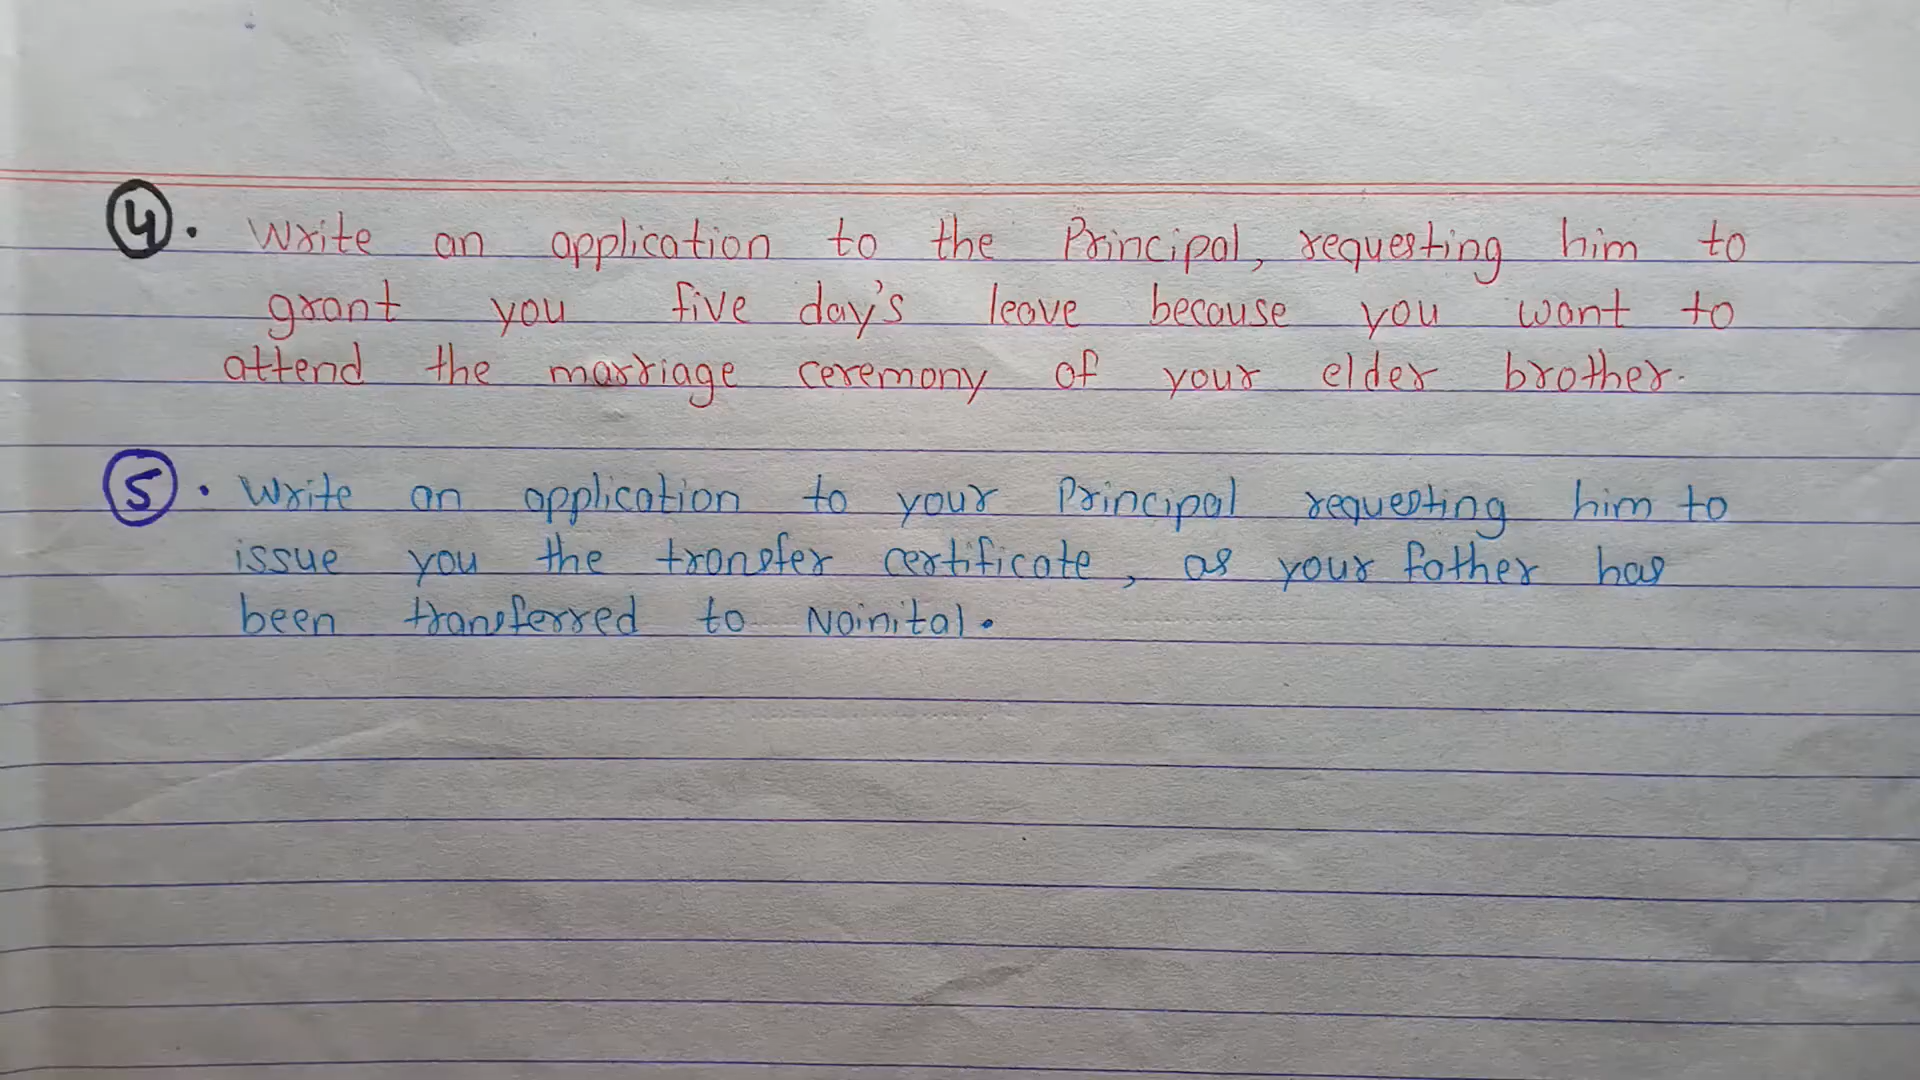 4. Write an application to the Principal, requesting him to
grant you five day's leave because you want to
attend the marriage ceremony of your elder brother.
5. Write an application to your Principal requesting him to
issue you the transfer certificate, as your father has
been transferred to Nainital.